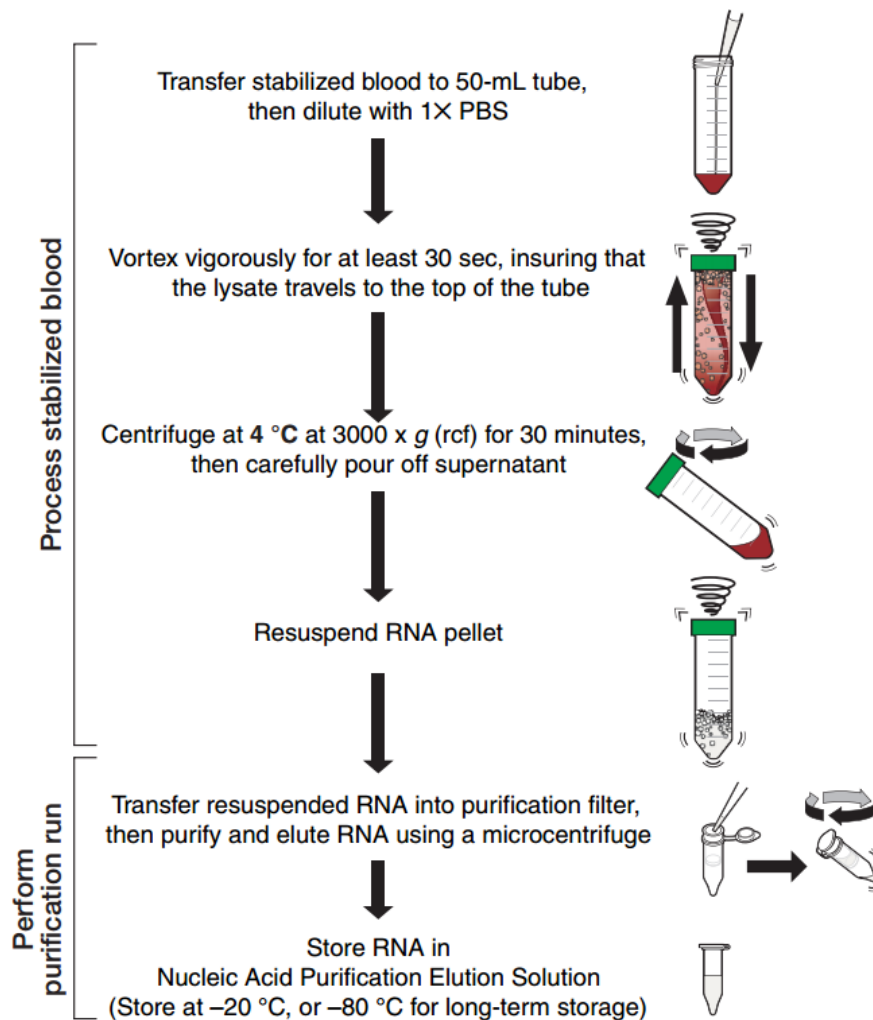 Process stabilized blood
Transfer stabilized blood to 50-mL tube,
then dilute with 1× PBS
Vortex vigorously for at least 30 sec, insuring that
the lysate travels to the top of the tube
Centrifuge at 4 °C at 3000 x g (rcf) for 30 minutes,
then carefully pour off supernatant
Resuspend RNA pellet
Perform
purification run
Transfer resuspended RNA into purification filter,
then purify and elute RNA using a microcentrifuge
Store RNA in
Nucleic Acid Purification Elution Solution
(Store at –20 °C, or –80 °C for long-term storage)